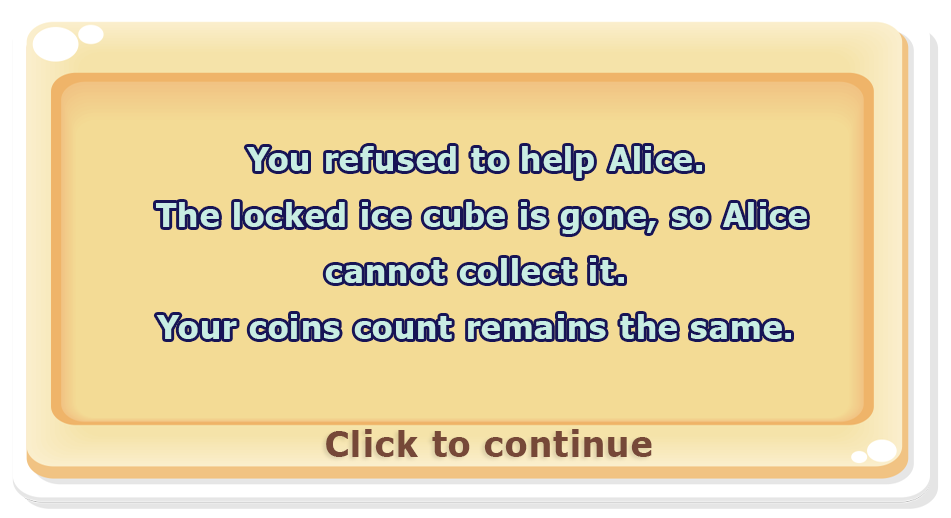 You refused to help Alice.
The locked ice cube is gone, so Alice
cannot collect it.
Your coins count remains the same.
Click to continue